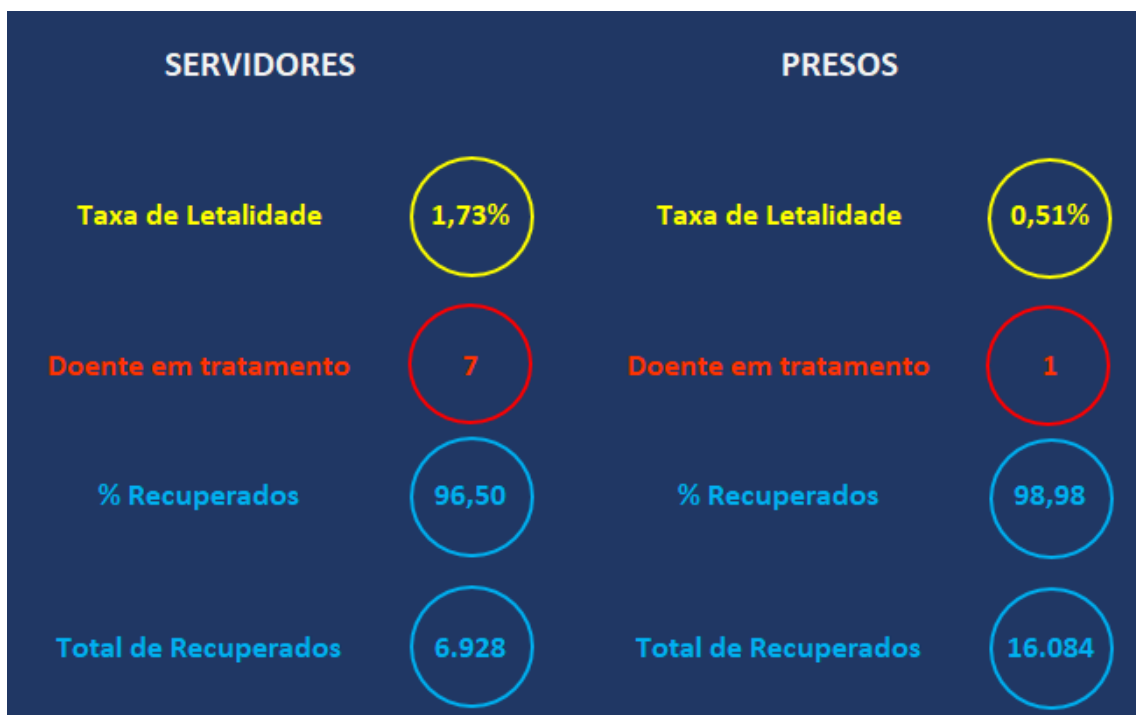 SERVIDORES
PRESOS
Taxa de Letalidade
1,73%
Taxa de Letalidade
0,51%
Doente em tratamento
7
Doente em tratamento
1
% Recuperados
96,50
% Recuperados
98,98
Total de Recuperados
6.928
Total de Recuperados
16.084